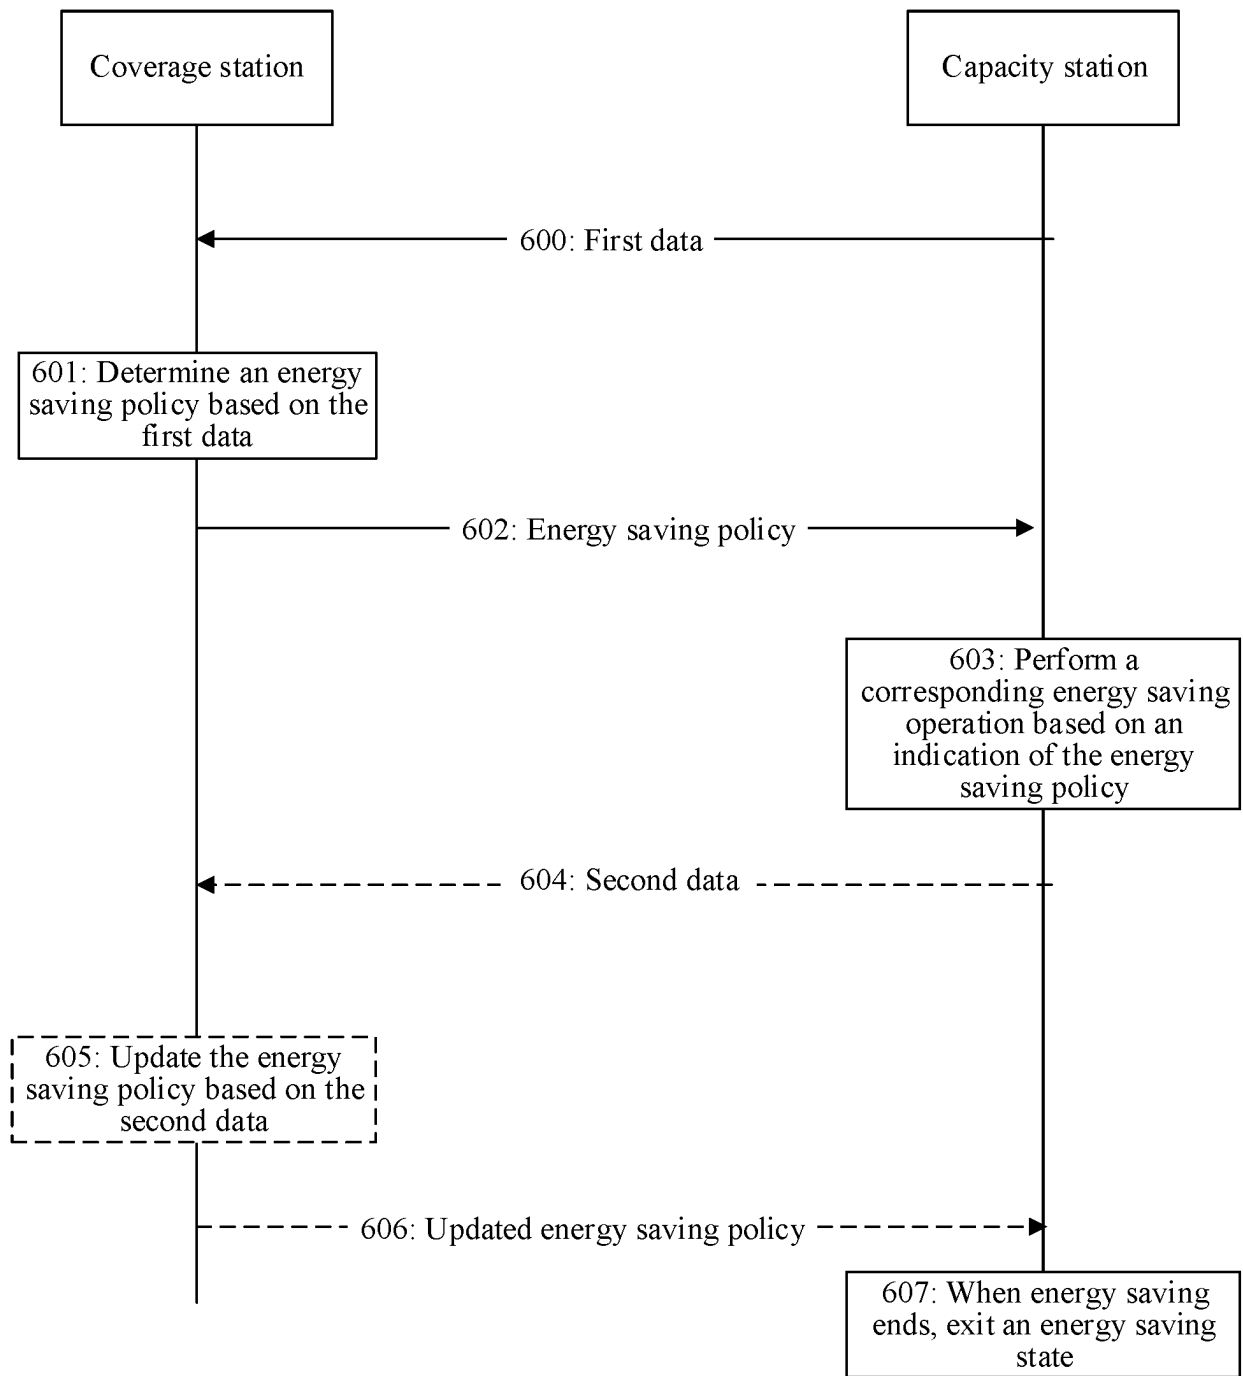 Coverage station
Capacity station
600: First data
601: Determine an energy
saving policy based on the
first data
602: Energy saving policy
603: Perform a
corresponding energy saving
operation based on an
indication of the energy
saving policy
604: Second data
605: Update the energy
saving policy based on the
second data
606: Updated energy saving policy
607: When energy saving
ends, exit an energy saving
state